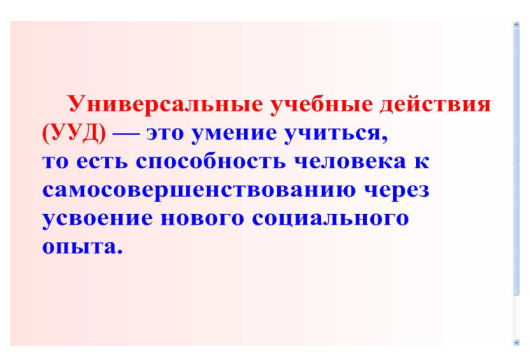 Универсальные учебные действия
(УУД) — это умение учиться,
то есть способность человека к
самосовершенствованию через
усвоение нового социального
опыта.